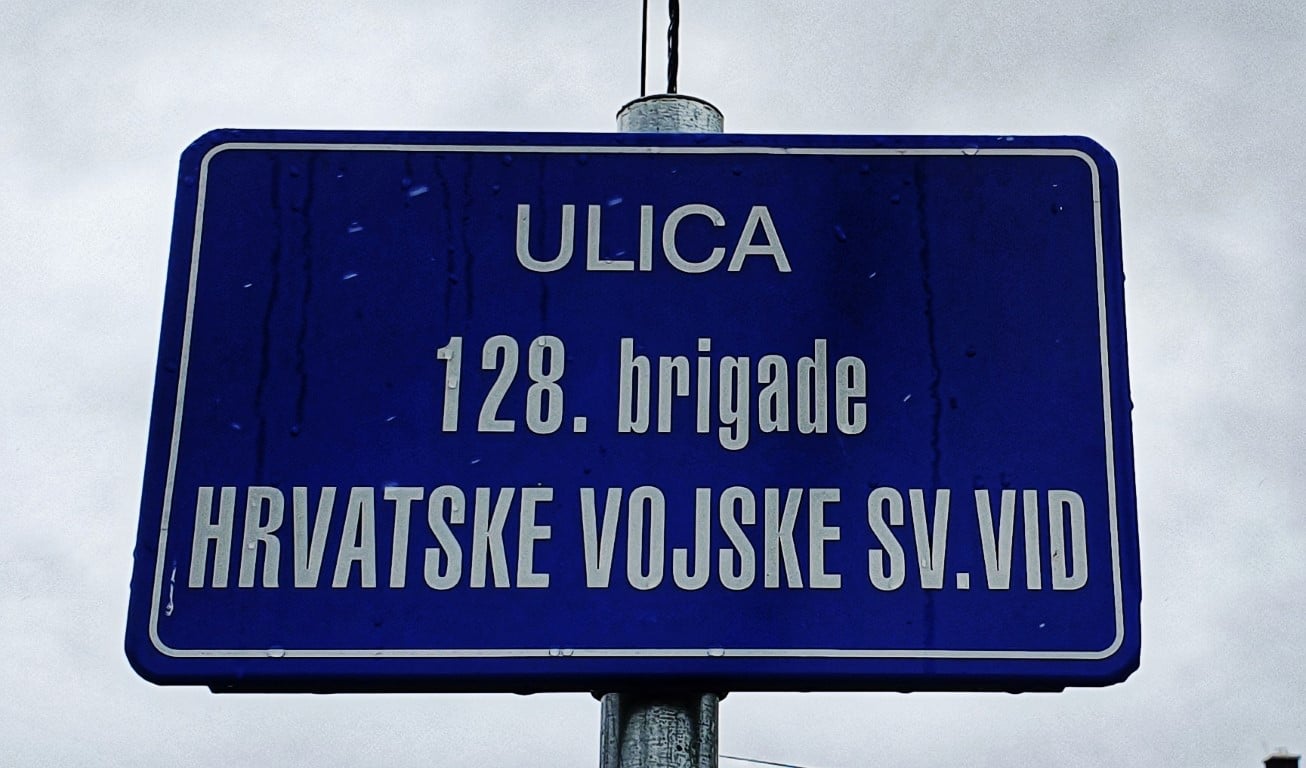 ULICA
128. brigade
HRVATSKE VOJSKE SV.VID